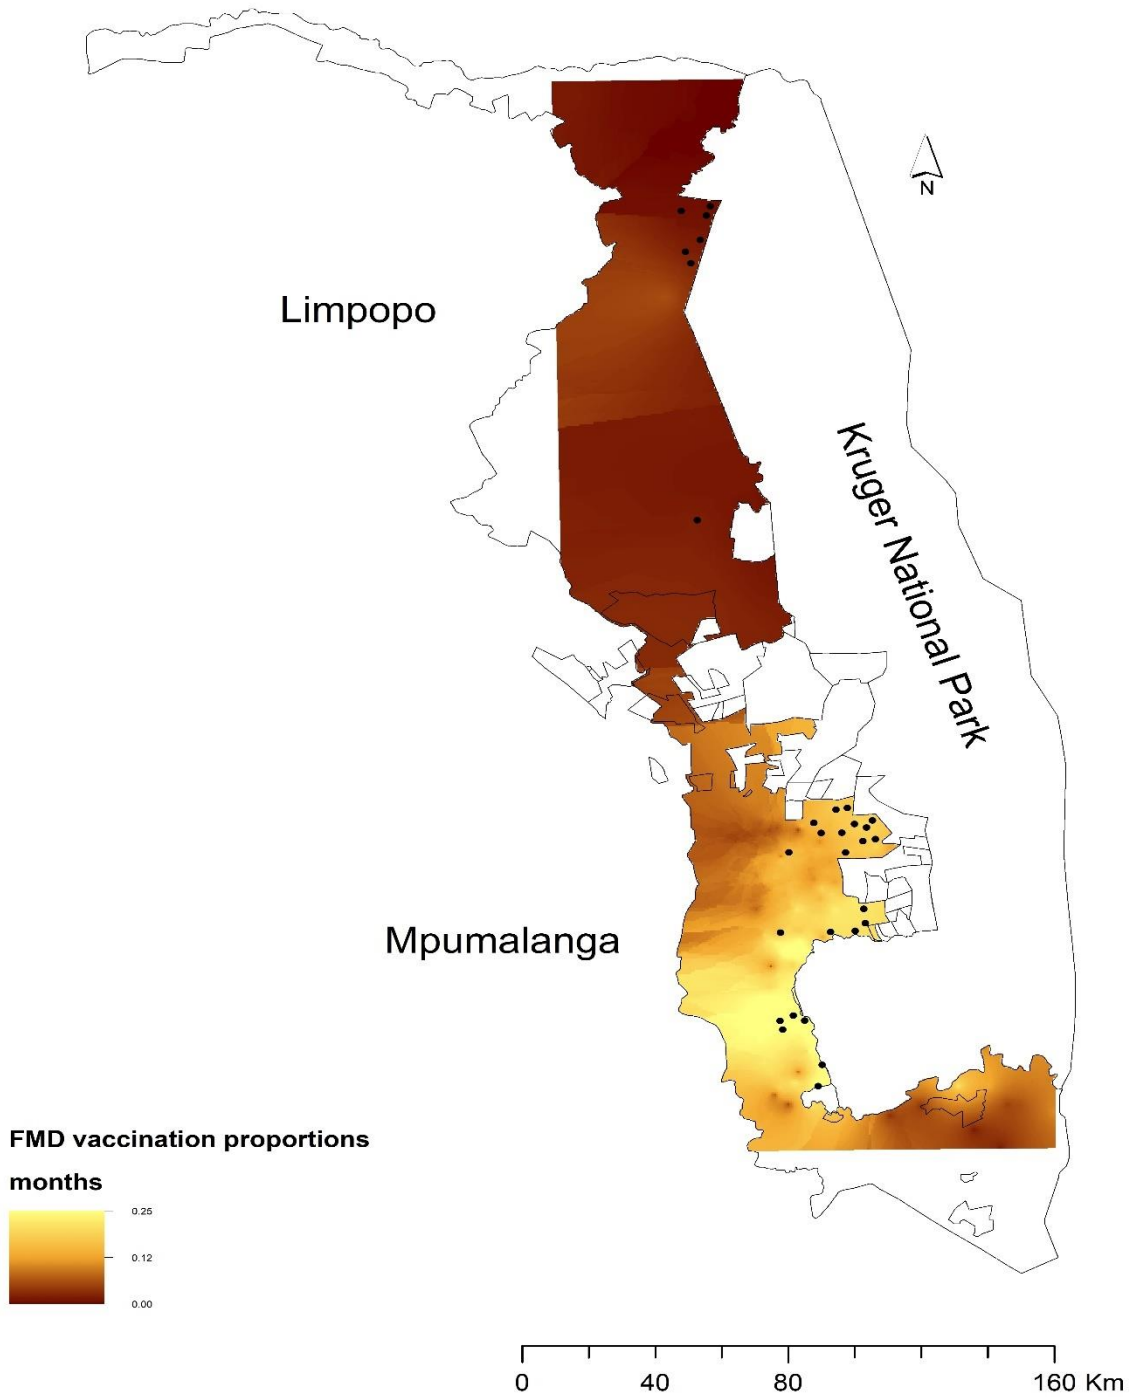 N
Limpopo
Kruger National Park
Mpumalanga
FMD vaccination proportions
months
0.25
0.12
0.00
0 40 80 160 Km